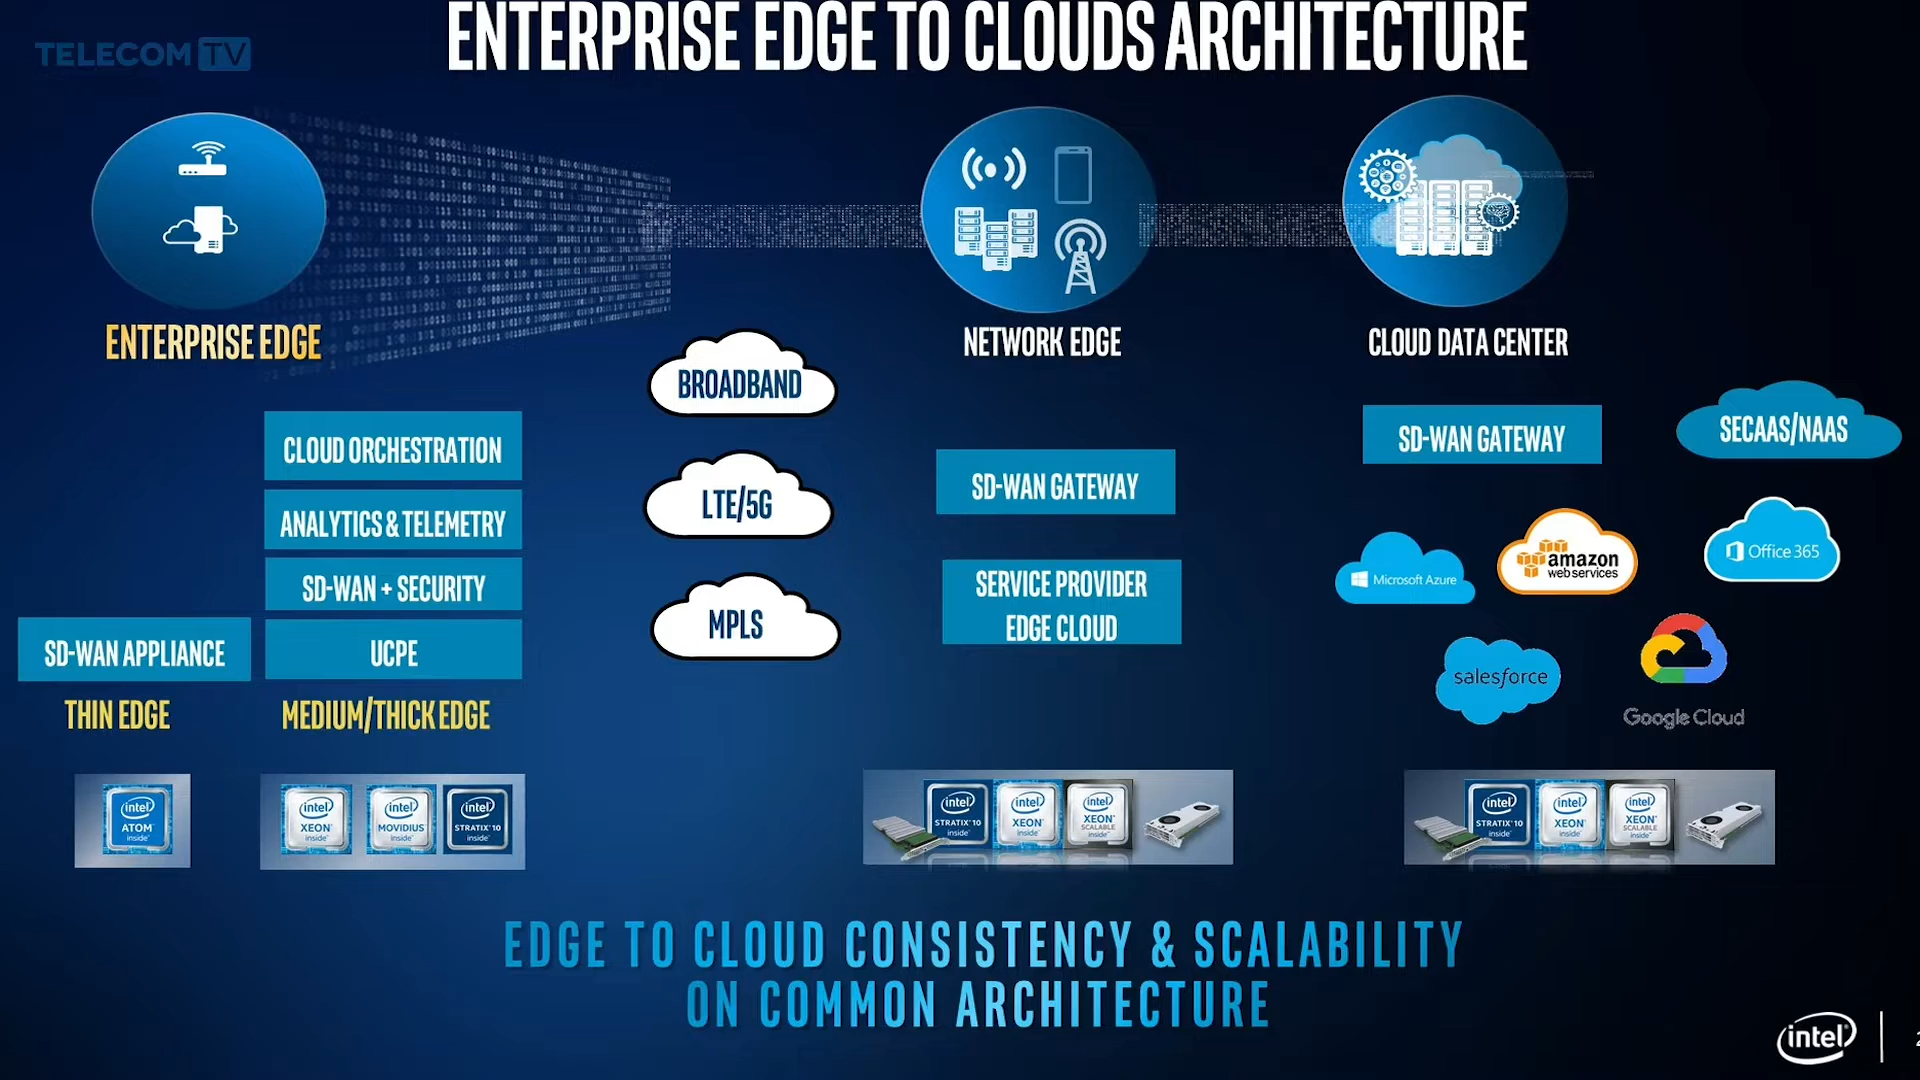 TELECOM TV
ENTERPRISE EDGE TO CLOUDS ARCHITECTURE
ENTERPRISE EDGE
NETWORK EDGE
CLOUD DATA CENTER
CLOUD ORCHESTRATION
ANALYTICS & TELEMETRY
SD-WAN + SECURITY
SD-WAN APPLIANCE
UCPE
THIN EDGE
MEDIUM/THICK EDGE
BROADBAND
LTE/5G
MPLS
SD-WAN GATEWAY
SERVICE PROVIDER
EDGE CLOUD
SD-WAN GATEWAY
SECAAS/NAAS
Microsoft Azure
amazon
web services
Office 365
salesforce
Google Cloud
intel
ATOM
inside
intel
XEON
inside
intel
MOVIDIUS
inside
intel
STRATIX 10
inside
intel
STRATIX 10
inside
intel
XEON
inside
intel
XEON
SCALABLE
inside
intel
STRATIX 10
inside
intel
XEON
inside
intel
XEON
SCALABLE
inside
EDGE TO CLOUD CONSISTENCY & SCALABILITY
ON COMMON ARCHITECTURE
intel